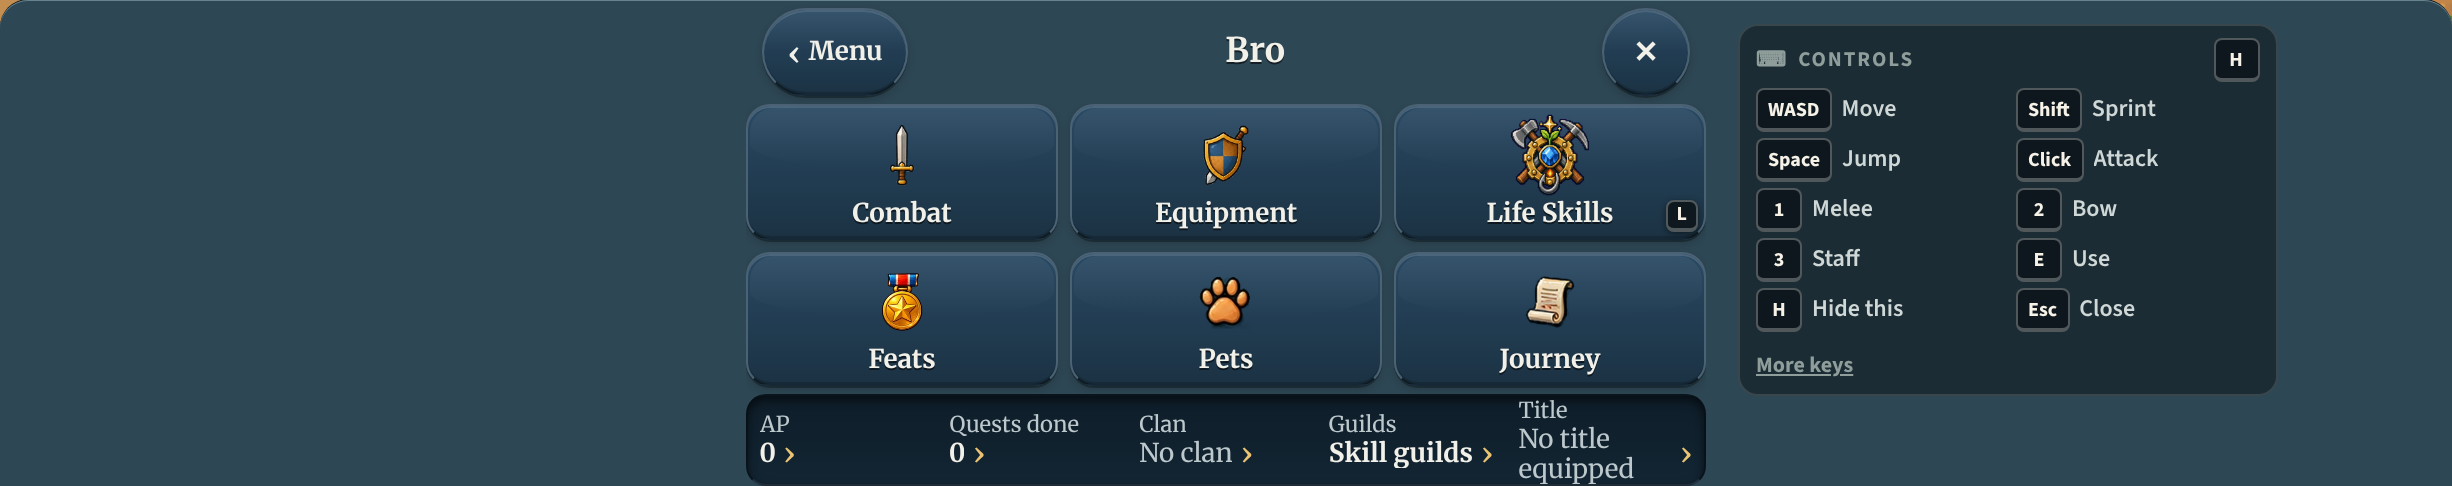 ‹ Menu
Bro
×
Combat
Equipment
Life Skills
L
Feats
Pets
Journey
AP
0 ›
Quests done
0 ›
Clan
No clan ›
Guilds
Skill guilds ›
Title
No title
equipped ›
CONTROLS
H
WASD Move
Shift Sprint
Space Jump
Click Attack
1 Melee
2 Bow
3 Staff
E Use
H Hide this
Esc Close
More keys